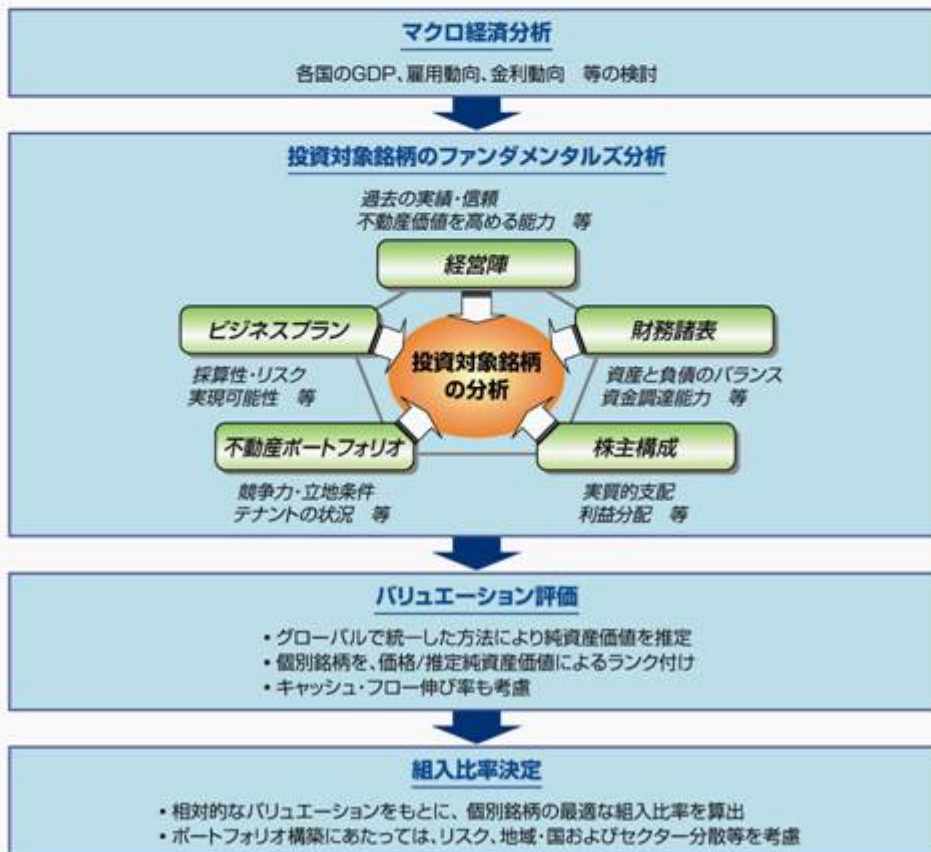 マクロ経済分析
各国のGDP、雇用動向、金利動向　等の検討
投資対象銘柄のファンダメンタルズ分析
過去の実績・信頼
不動産価値を高める能力　等
経営陣
ビジネスプラン
採算性・リスク
実現可能性　等
財務諸表
資産と負債のバランス
資金調達能力　等
投資対象銘柄
の分析
不動産ポートフォリオ
競争力・立地条件
テナントの状況　等
株主構成
実質的支配
利益分配　等
バリュエーション評価
• グローバルで統一した方法により純資産価値を推定
• 個別銘柄を、価格/推定純資産価値によるランク付け
• キャッシュ・フロー伸び率も考慮
組入比率決定
• 相対的なバリュエーションをもとに、個別銘柄の最適な組入比率を算出
• ポートフォリオ構築にあたっては、リスク、地域・国およびセクター分散等を考慮